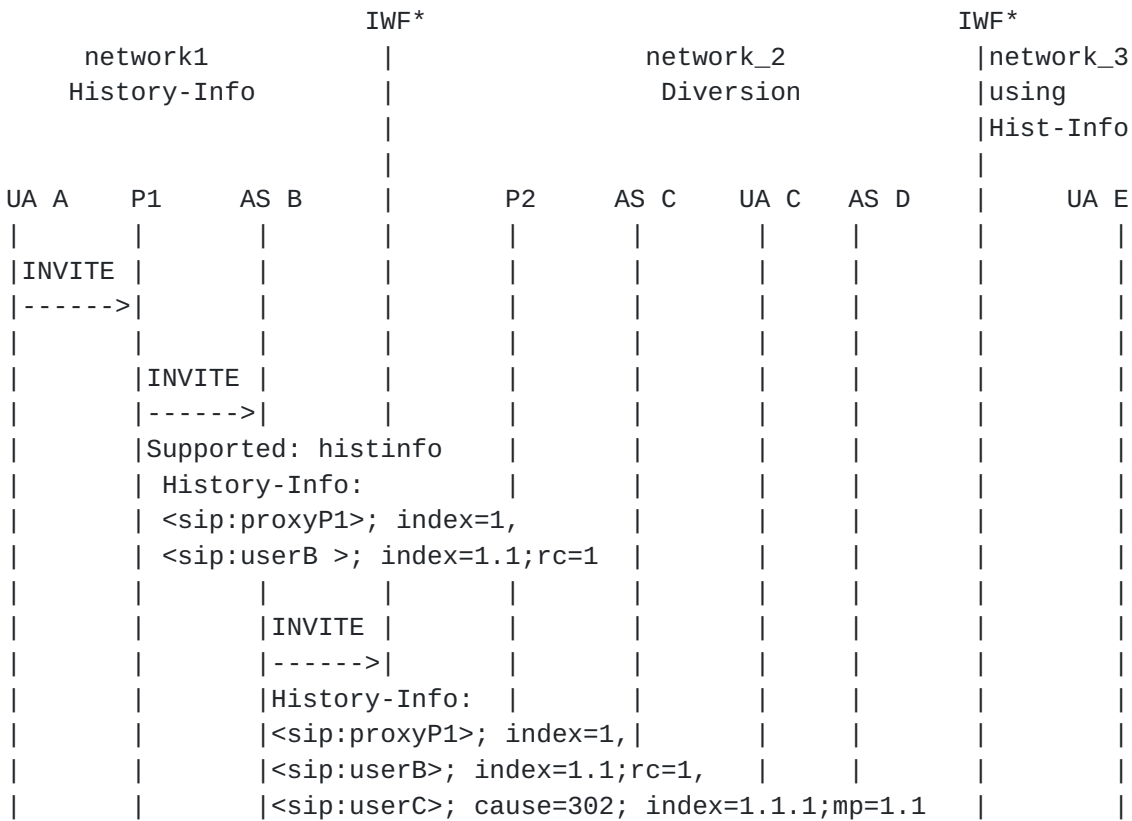 IWF*                                  IWF*
     network1           |                network_2           |network_3
    History-Info        |                 Diversion          |using
                        |                                    |Hist-Info
                        |                                    |
UA A    P1     AS B     |       P2     AS C    UA C  AS D    |     UA E
|       |       |       |       |       |       |     |       |        |
|INVITE |       |       |       |       |       |     |       |        |
|------>|       |       |       |       |       |     |       |        |
|       |       |       |       |       |       |     |       |        |
|       |INVITE |       |       |       |       |     |       |        |
|       |------>|       |       |       |       |     |       |        |
|       |Supported: histinfo    |       |       |     |       |        |
|       | History-Info:         |       |       |     |       |        |
|       | <sip:proxyP1>; index=1,       |       |     |       |        |
|       | <sip:userB >; index=1.1;rc=1  |       |     |       |        |
|       |       |       |       |       |       |     |       |        |
|       |       |INVITE |       |       |       |     |       |        |
|       |       |------>|       |       |       |     |       |        |
|       |       |History-Info:  |       |       |     |       |        |
|       |       |<sip:proxyP1>; index=1,|       |     |       |        |
|       |       |<sip:userB>; index=1.1;rc=1,   |     |       |        |
|       |       |<sip:userC>; cause=302; index=1.1.1;mp=1.1   |        |